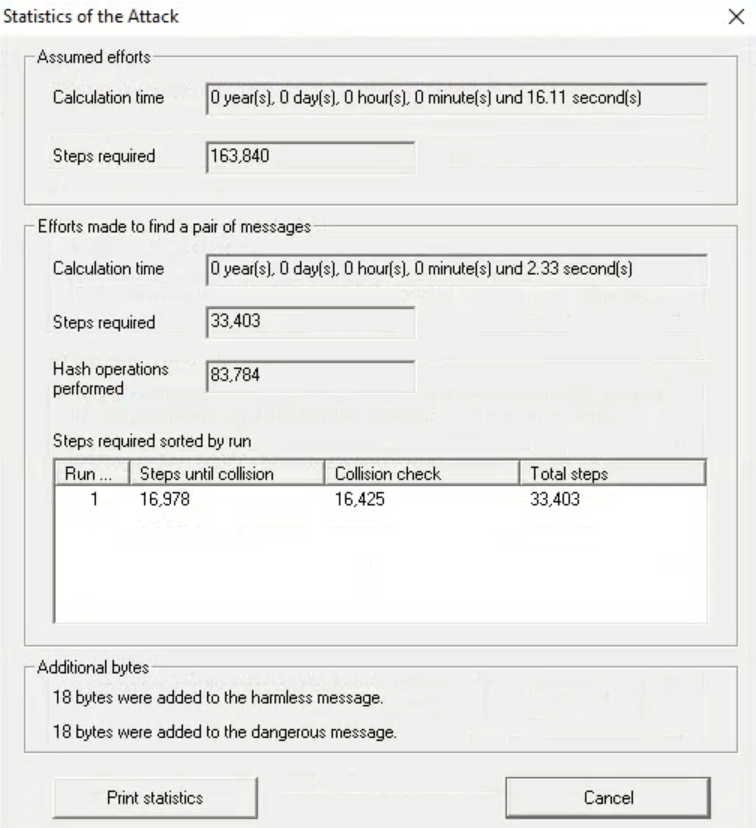 Statistics of the Attack
Assumed efforts
Calculation time 0 year(s), 0 day(s), 0 hour(s), 0 minute(s) und 16.11 second(s)
Steps required 163,840
Efforts made to find a pair of messages
Calculation time 0 year(s), 0 day(s), 0 hour(s), 0 minute(s) und 2.33 second(s)
Steps required 33,403
Hash operations
performed 83,784
Steps required sorted by run
Run ... Steps until collision Collision check Total steps
1 16,978 16,425 33,403
Additional bytes
18 bytes were added to the harmless message.
18 bytes were added to the dangerous message.
Print statistics Cancel